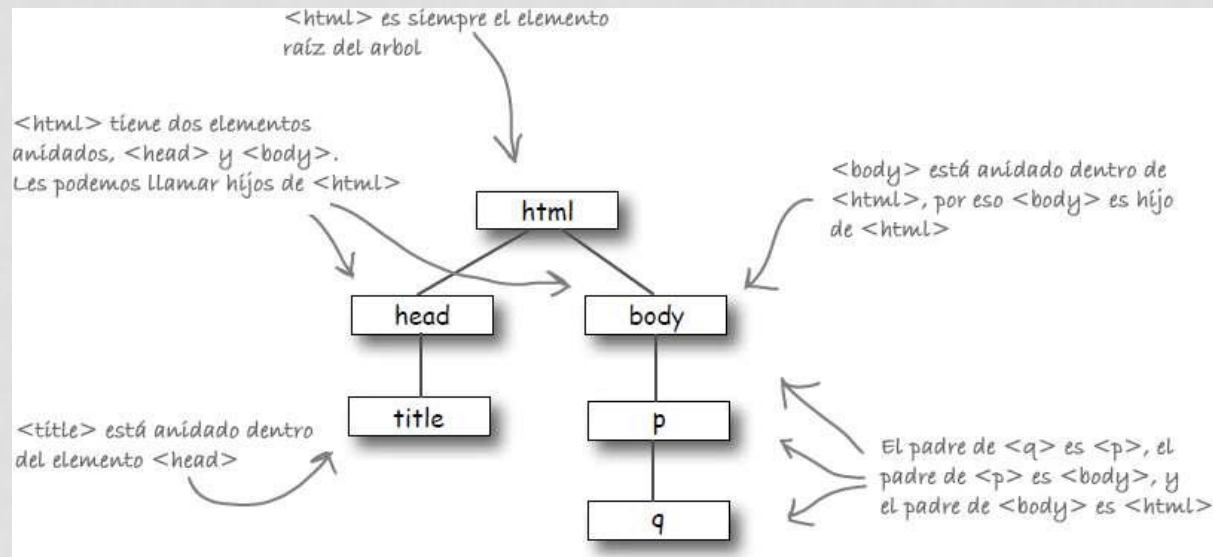 <html> es siempre el elemento
raíz del arbol
<html> tiene dos elementos
anidados, <head> y <body>.
Les podemos llamar hijos de <html>
<body> está anidado dentro de
<html>, por eso <body> es hijo
de <html>
html
head
body
title
p
q
<title> está anidado dentro
del elemento <head>
El padre de <q> es <p>, el
padre de <p> es <body>, y
el padre de <body> es <html>